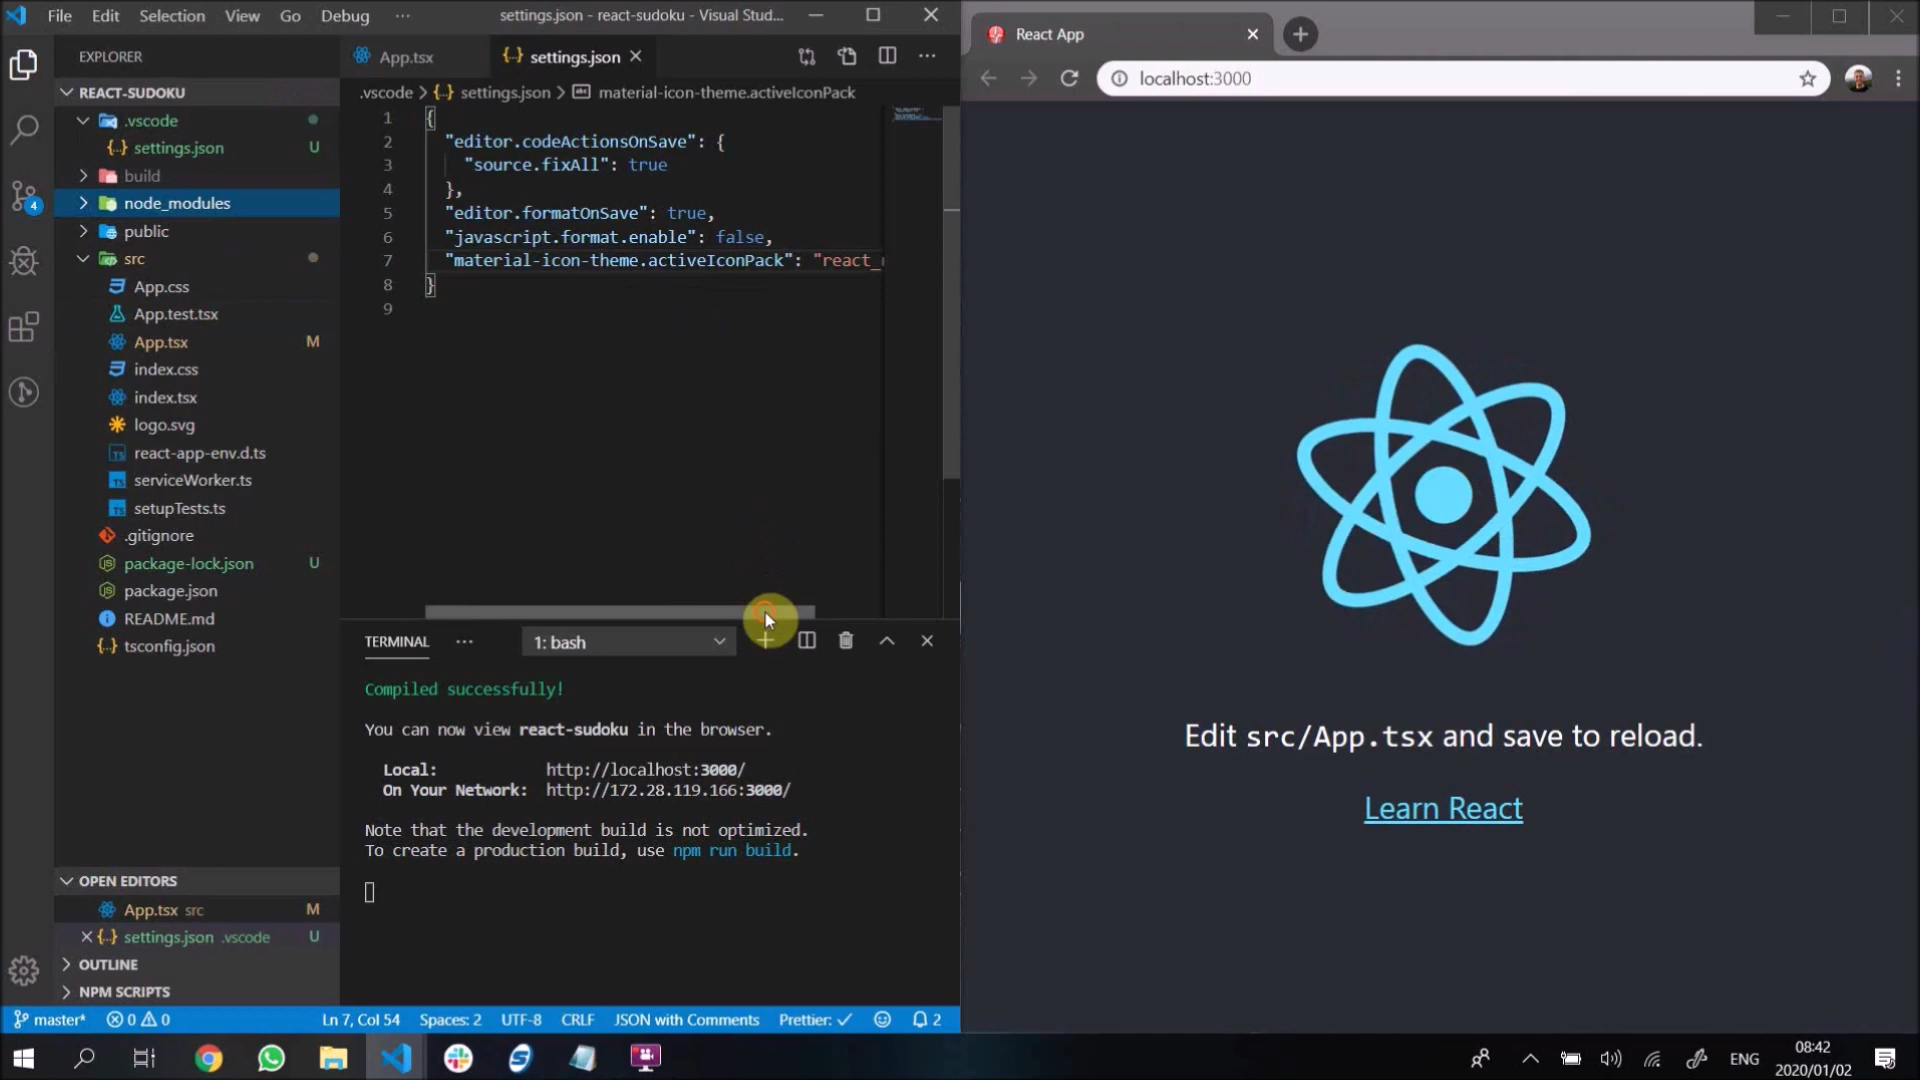 File Edit Selection View Go Debug ···
settings.json - react-sudoku - Visual Stud...
EXPLORER
REACT-SUDOKU
.vscode
settings.json U
build
node_modules
public
src
App.css
App.test.tsx
App.tsx M
index.css
index.tsx
logo.svg
react-app-env.d.ts
serviceWorker.ts
setupTests.ts
.gitignore
package-lock.json U
package.json
README.md
tsconfig.json
OPEN EDITORS
App.tsx src M
settings.json .vscode U
OUTLINE
NPM SCRIPTS
4
App.tsx
{..} settings.json
.vscode > {..} settings.json > material-icon-theme.activeIconPack
1 {
2 "editor.codeActionsOnSave": {
3 "source.fixAll": true
4 },
5 "editor.formatOnSave": true,
6 "javascript.format.enable": false,
7 "material-icon-theme.activeIconPack": "react_
8 }
9
TERMINAL ··· 1: bash
Compiled successfully!
You can now view react-sudoku in the browser.
Local: http://localhost:3000/
On Your Network: http://172.28.119.166:3000/
Note that the development build is not optimized.
To create a production build, use npm run build.
master* 0 0 Ln 7, Col 54 Spaces: 2 UTF-8 CRLF JSON with Comments Prettier: ✓ 2
React App
localhost:3000
Edit src/App.tsx and save to reload.
Learn React
ENG
08:42
2020/01/02